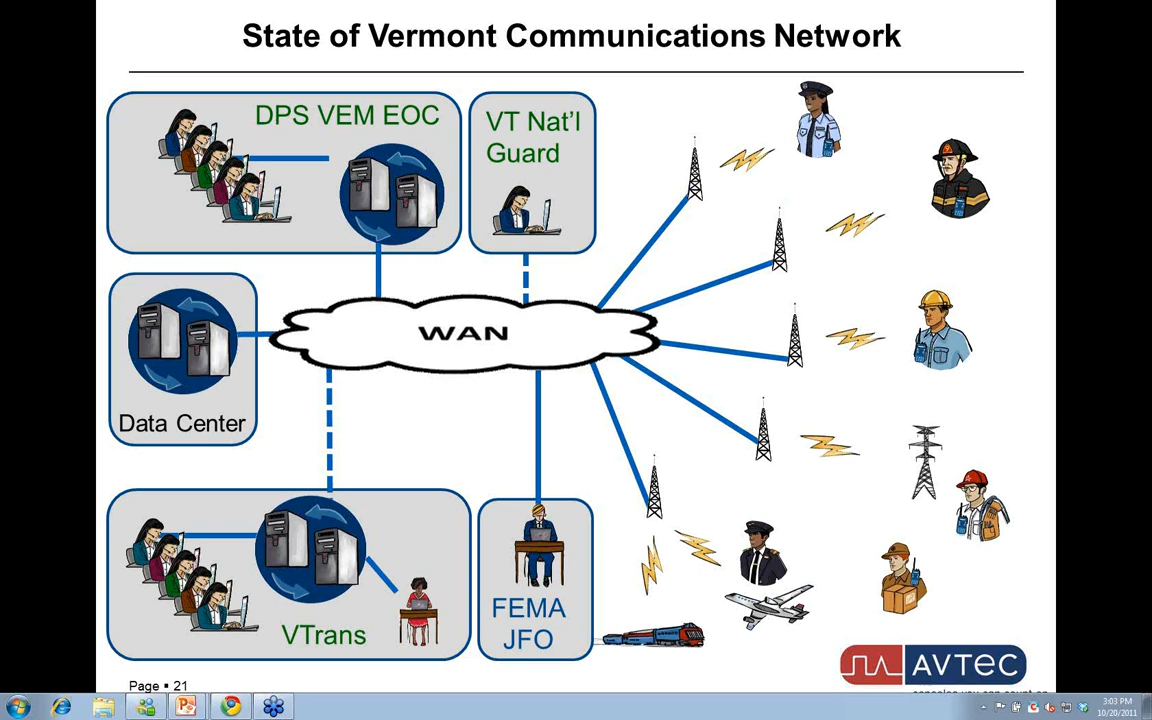 State of Vermont Communications Network
DPS VEM EOC
VT Nat'l
Guard
WAN
Data Center
VTrans
FEMA
JFO
AVTEC
Page ▪ 21
3:03 PM
10/20/2011